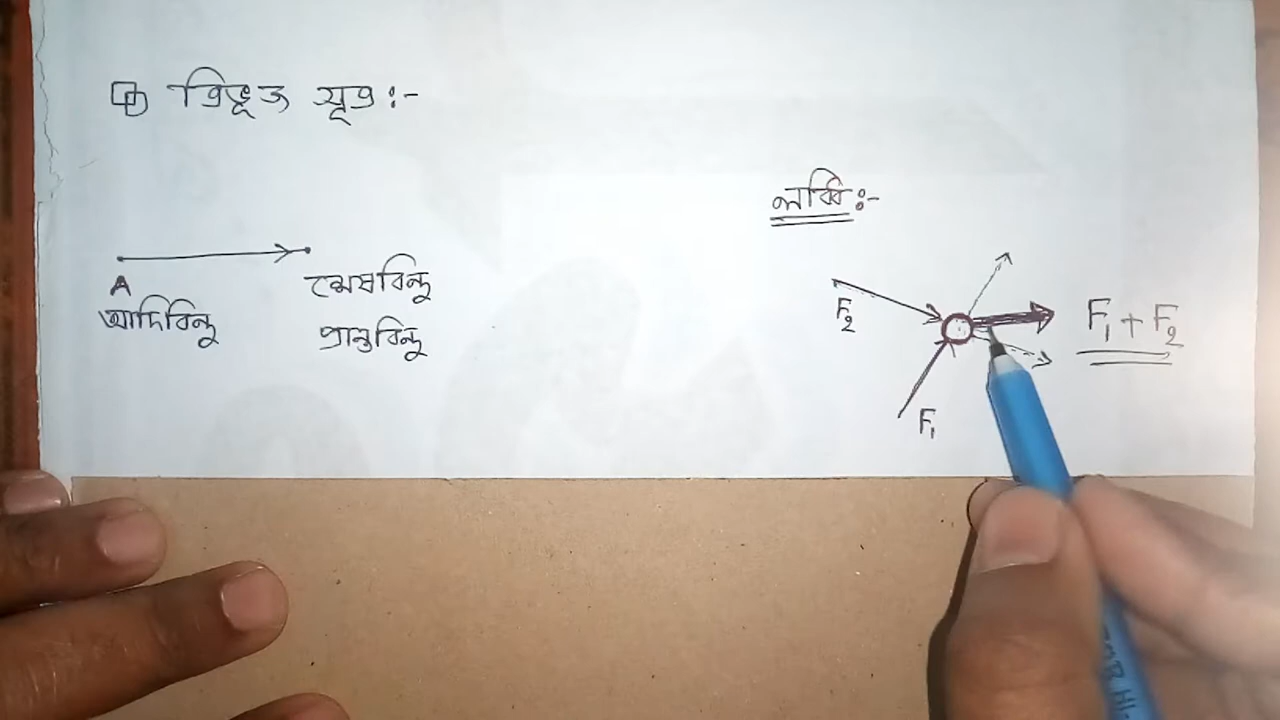 ত্রিভূজ সূত্র :-
A
আদিবিন্দু
শেষবিন্দু
প্রান্তবিন্দু
লব্ধি :-
F₂
F₁
F₁ + F₂